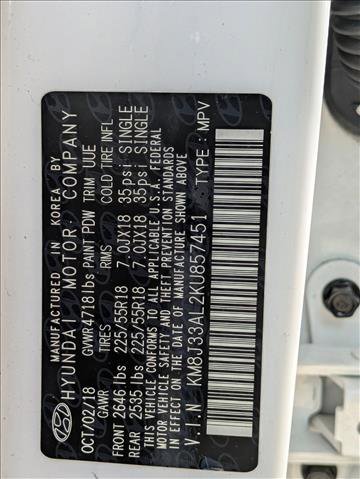 MANUFACTURED IN KOREA BY
HYUNDAI MOTOR COMPANY
OCT/02/18 GVWR4718lbs PAINT PDW TRIM UUE
GAWR TIRES RIMS COLD TIRE INFL
FRONT 2646 lbs 225/55R18 7.0JX18 35psi SINGLE
REAR 2535 lbs 225/55R18 7.0JX18 35psi SINGLE
THIS VEHICLE CONFORMS TO ALL APPLICABLE U.S.A. FEDERAL
MOTOR VEHICLE SAFETY AND THEFT PREVENTION STANDARDS
IN EFFECT ON THE DATE OF MANUFACTURE SHOWN ABOVE
V.I.N : KM8J33AL2KU857451
TYPE : MPV